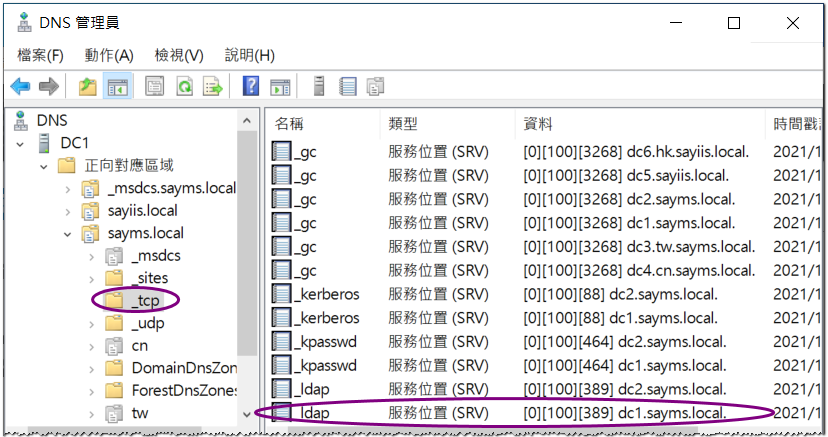 DNS 管理員
檔案(F) 動作(A) 檢視(V) 說明(H)
DNS
DC1
正向對應區域
_msdcs.sayms.local
sayiis.local
sayms.local
_msdcs
_sites
_tcp
_udp
cn
DomainDnsZon
ForestDnsZones
tw
名稱 類型 資料 時間戳
_gc 服務位置 (SRV) [0][100][3268] dc6.hk.sayiis.local. 2021/1
_gc 服務位置 (SRV) [0][100][3268] dc5.sayiis.local. 2021/1
_gc 服務位置 (SRV) [0][100][3268] dc2.sayms.local. 2021/1
_gc 服務位置 (SRV) [0][100][3268] dc1.sayms.local. 2021/1
_gc 服務位置 (SRV) [0][100][3268] dc3.tw.sayms.local. 2021/1
_gc 服務位置 (SRV) [0][100][3268] dc4.cn.sayms.local. 2021/1
_kerberos 服務位置 (SRV) [0][100][88] dc2.sayms.local. 2021/1
_kerberos 服務位置 (SRV) [0][100][88] dc1.sayms.local. 2021/1
_kpasswd 服務位置 (SRV) [0][100][464] dc2.sayms.local. 2021/1
_kpasswd 服務位置 (SRV) [0][100][464] dc1.sayms.local. 2021/1
_ldap 服務位置 (SRV) [0][100][389] dc2.sayms.local. 2021/1
_ldap 服務位置 (SRV) [0][100][389] dc1.sayms.local. 2021/1